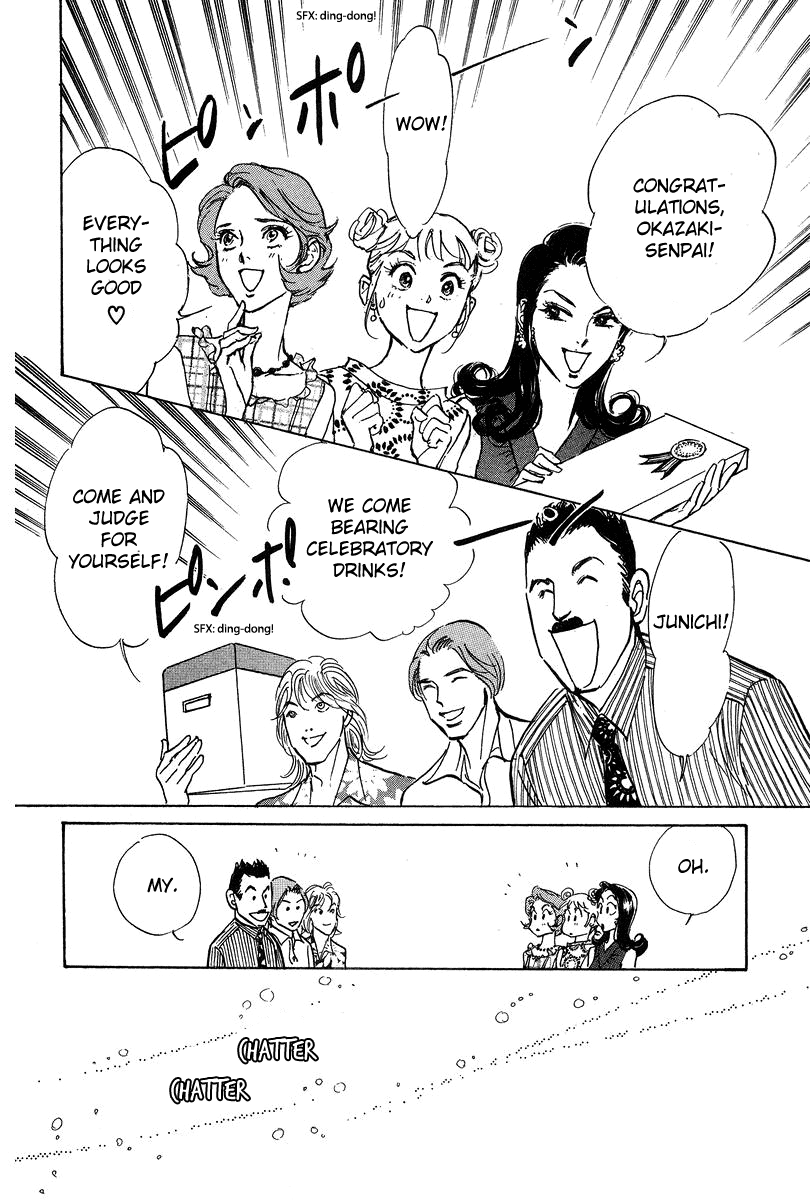 SFX: ding-dong!
ピンポーン
CONGRAT-
ULATIONS,
OKAZAKI-
SENPAI!
WOW!
EVERY-
THING
LOOKS
GOOD
♡
JUNICHI!
WE COME
BEARING
CELEBRATORY
DRINKS!
COME AND
JUDGE
FOR
YOURSELF!
ピンポーン
SFX: ding-dong!
OH.
MY.
CHATTER
CHATTER